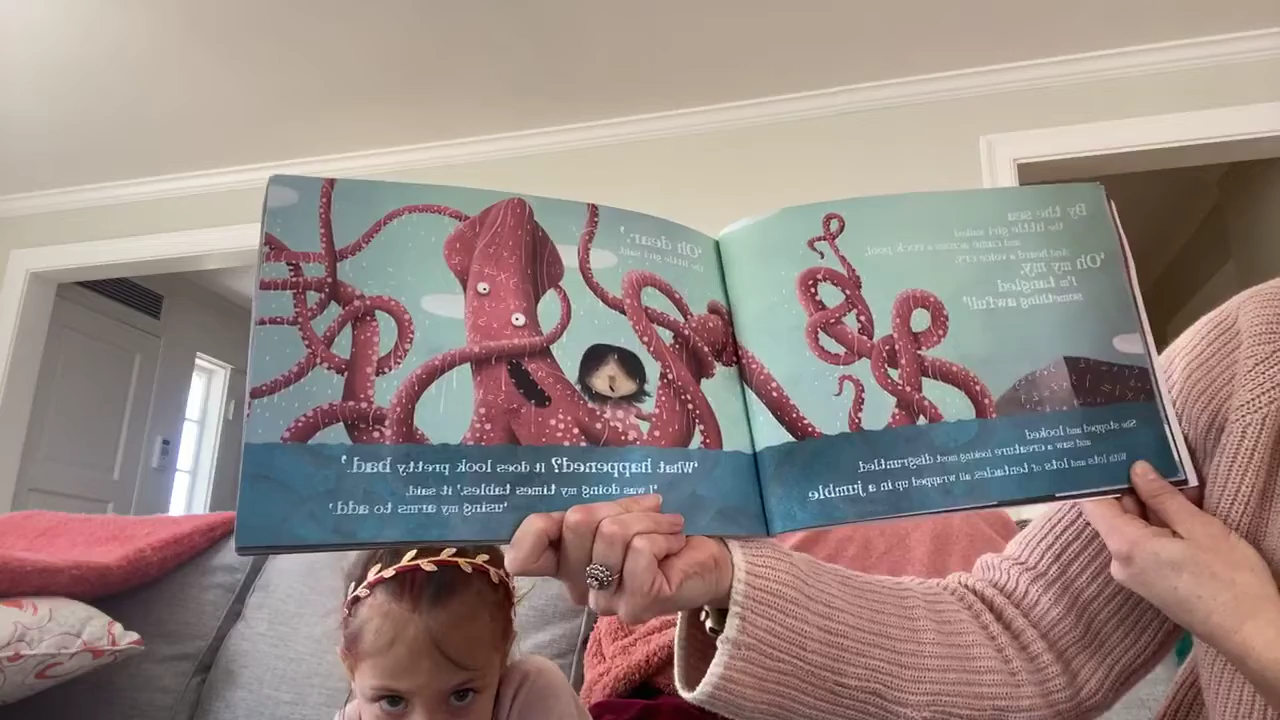 By the sea
the little girl sailed
and came across a rock pool.
And heard a voice cry,
‘Oh my my,
I'm tangled
something awful!’
She stopped and looked
and saw a creature looking most disgruntled.
With lots and lots of tentacles all wrapped up in a jumble
‘Oh dear,’
the little girl said.
‘What happened? It does look pretty bad.’
‘I was doing my times tables,’ it said,
‘using my arms to add.’